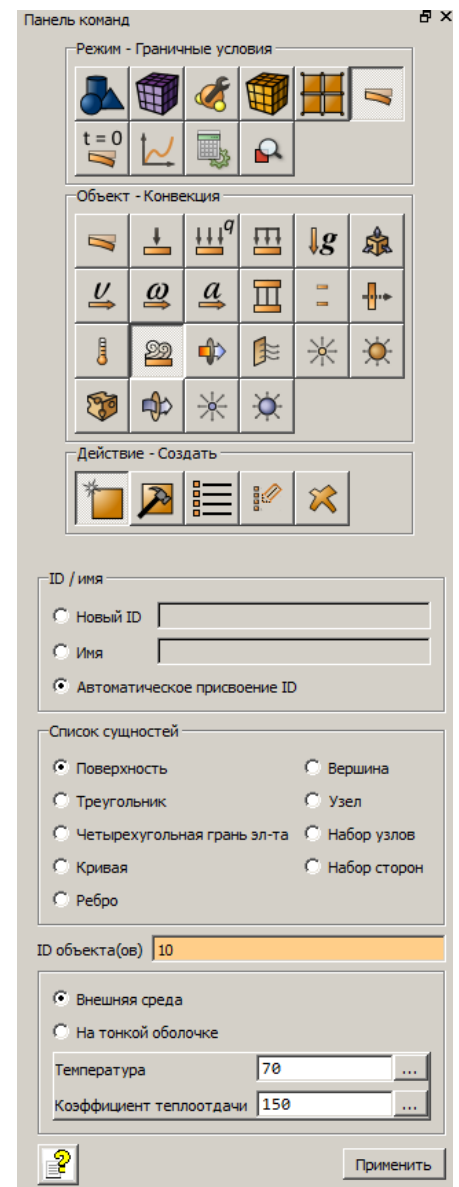 Панель команд
Режим - Граничные условия
t = 0
Объект - Конвекция
q
g
υ ω a
Действие - Создать
ID / имя
Новый ID
Имя
Автоматическое присвоение ID
Список сущностей
Поверхность Вершина
Треугольник Узел
Четырехугольная грань эл-та Набор узлов
Кривая Набор сторон
Ребро
ID объекта(ов) 10
Внешняя среда
На тонкой оболочке
Температура 70 ...
Коэффициент теплоотдачи 150 ...
? Применить